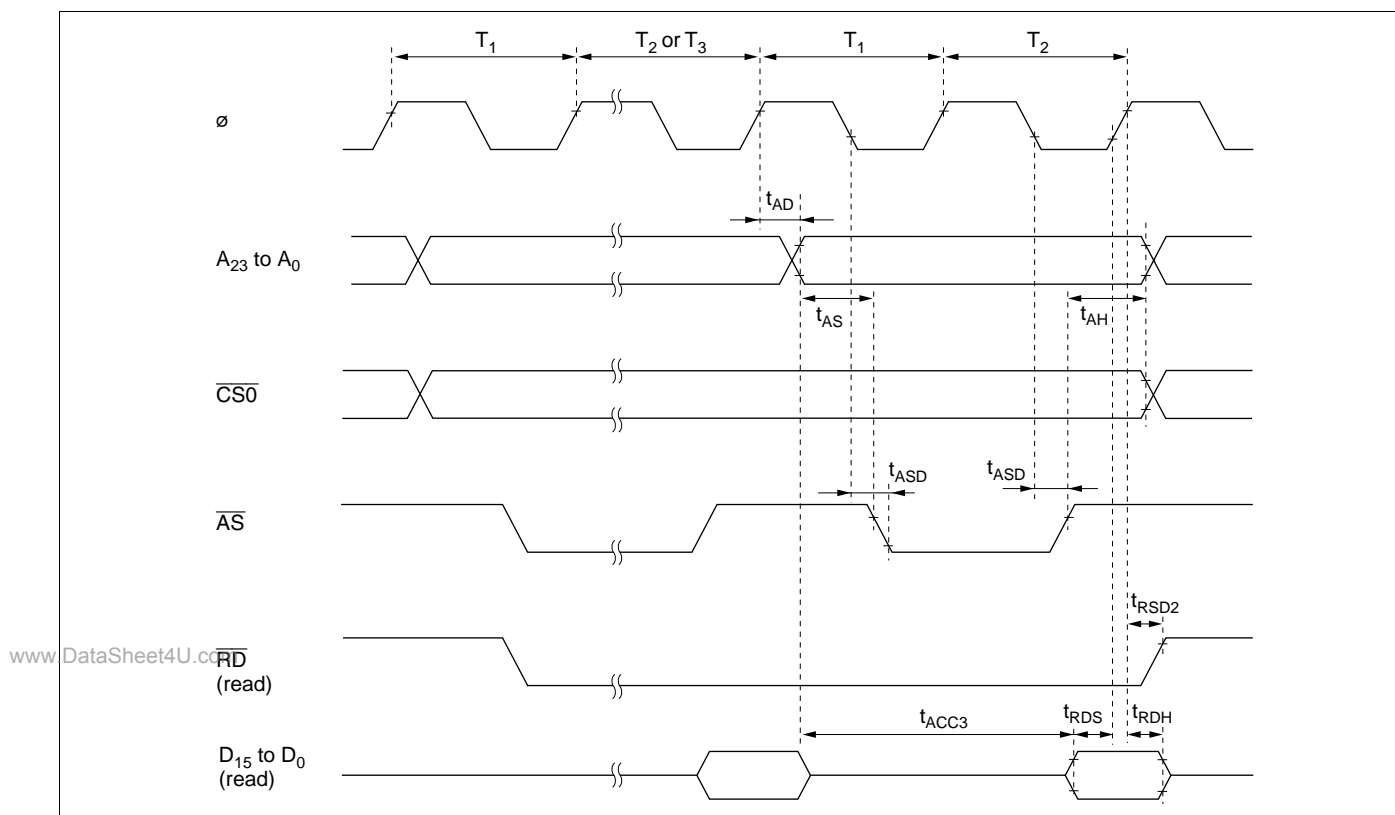 T1 T2 or T3 T1 T2
ø
tAD
A23 to A0
tAS tAH
CS0
tASD tASD
AS
tRSD2
www.DataSheet4U.com
RD
(read)
tACC3 tRDS tRDH
D15 to D0
(read)